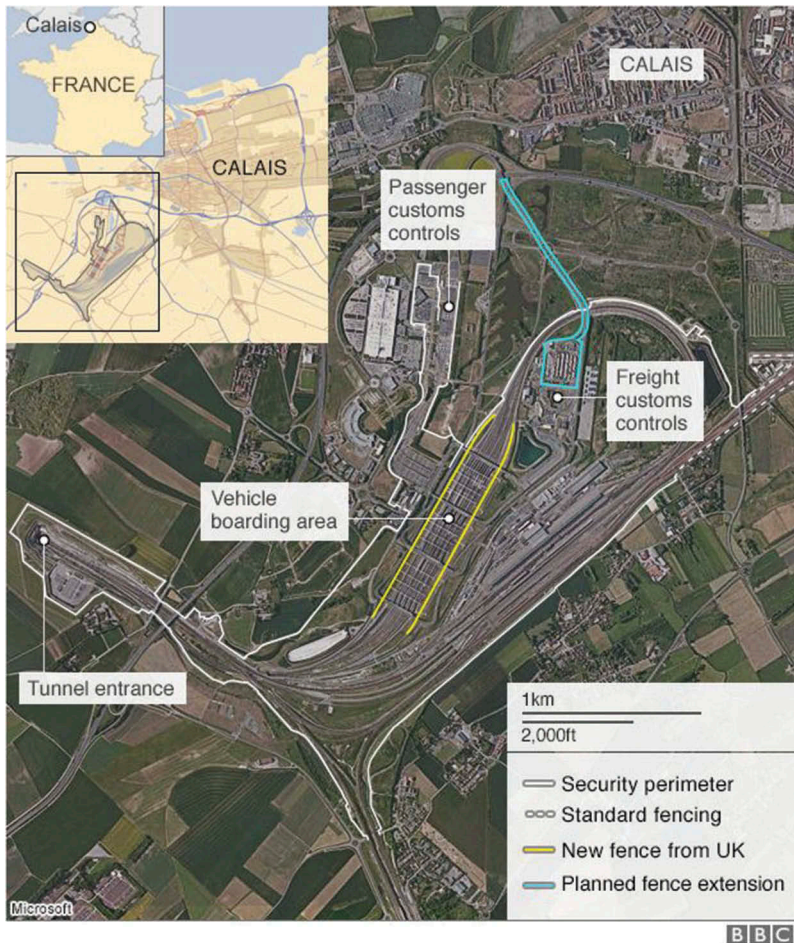 Calais
FRANCE
CALAIS
CALAIS
Passenger
customs
controls
Freight
customs
controls
Vehicle
boarding area
Tunnel entrance
1km
2,000ft
Security perimeter
Standard fencing
New fence from UK
Planned fence extension
Microsoft
BBC